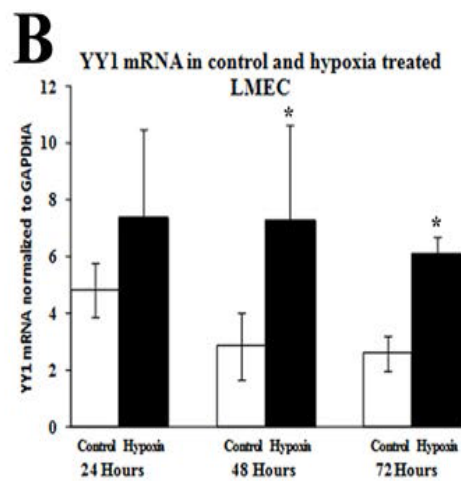 B
YY1 mRNA in control and hypoxia treated
LMEC
YY1 mRNA normalized to GAPDHA
12
10
8
6
4
2
0
*
*
Control Hypoxia Control Hypoxia Control Hypoxia
24 Hours 48 Hours 72 Hours